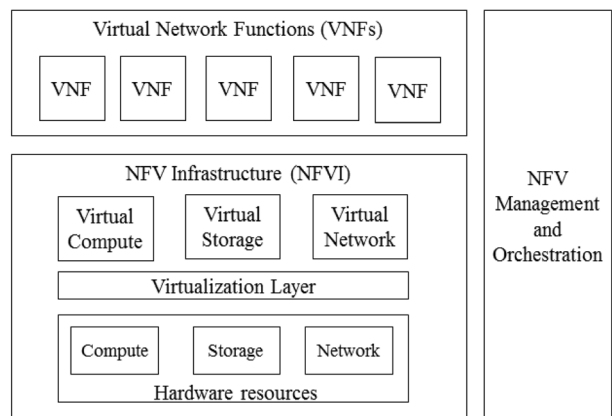 Virtual Network Functions (VNFs)
VNF
VNF
VNF
VNF
VNF
NFV Infrastructure (NFVI)
Virtual
Compute
Virtual
Storage
Virtual
Network
Virtualization Layer
Compute
Storage
Network
Hardware resources
NFV
Management
and
Orchestration